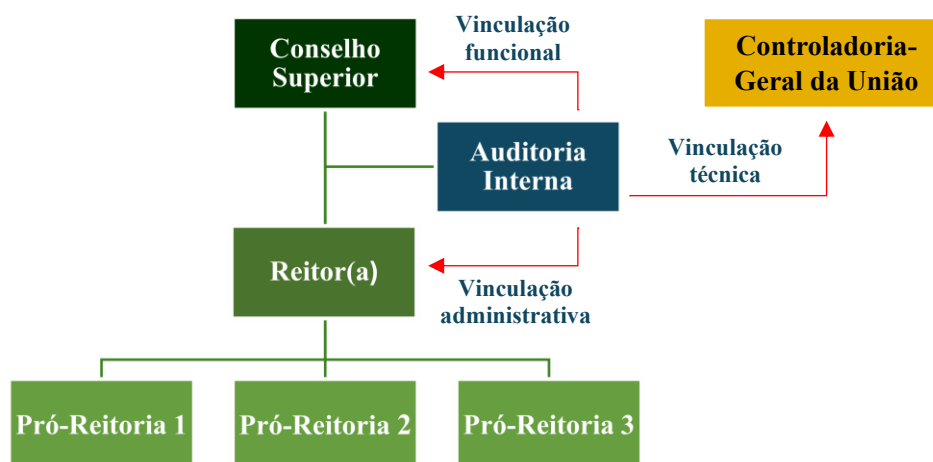 Vinculação
funcional
Conselho
Superior
Controladoria-
Geral da União
Auditoria
Interna
Vinculação
técnica
Reitor(a)
Vinculação
administrativa
Pró-Reitoria 1
Pró-Reitoria 2
Pró-Reitoria 3